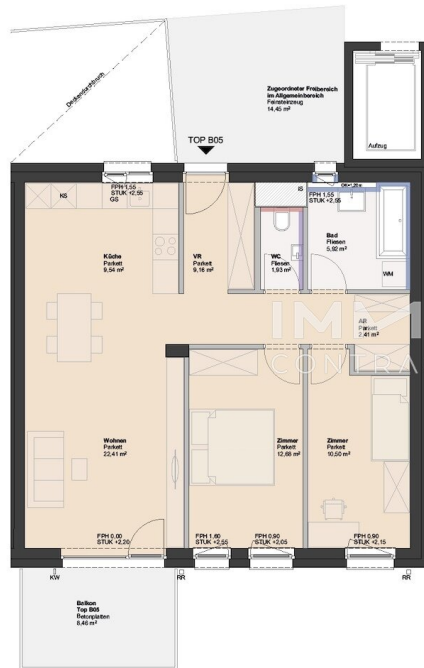 Deckendurchbruch
Zugeordneter Freibereich
im Allgemeinbereich
Feinsteinzeug
14,45 m²
Aufzug
TOP B05
KS
FPH 1,55
STUK +2,55
GS
IS
FPH 1,55
STUK +2,55
Küche
Parkett
9,54 m²
VR
Parkett
9,16 m²
WC
Fliesen
1,93 m²
Bad
Fliesen
5,92 m²
WM
AR
Parkett
2,41 m²
IMM
CONTRA
Wohnen
Parkett
22,41 m²
Zimmer
Parkett
12,68 m²
Zimmer
Parkett
10,50 m²
FPH 0,00
STUK +2,20
FPH 1,60
STUK +2,55
FPH 0,90
STUK +2,05
FPH 0,90
STUK +2,15
KW
RR
RR
Balkon
Top B05
Betonplatten
8,46 m²